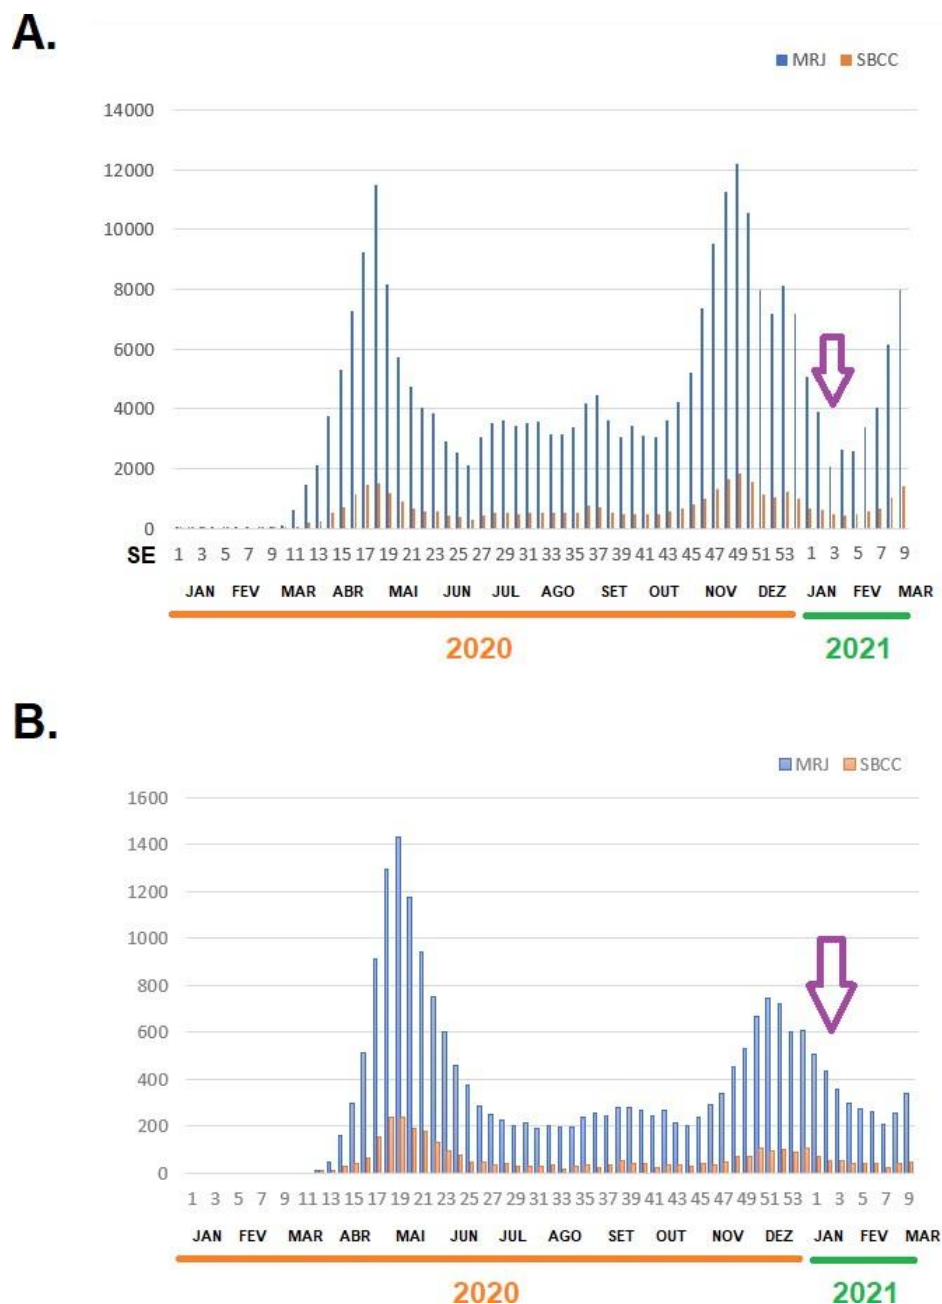 A.
MRJ SBCC
14000
12000
10000
8000
6000
4000
2000
0
SE 1 3 5 7 9 11 13 15 17 19 21 23 25 27 29 31 33 35 37 39 41 43 45 47 49 51 53 1 3 5 7 9
JAN FEV MAR ABR MAI JUN JUL AGO SET OUT NOV DEZ JAN FEV MAR
2020 2021
B.
MRJ SBCC
1600
1400
1200
1000
800
600
400
200
0
1 3 5 7 9 11 13 15 17 19 21 23 25 27 29 31 33 35 37 39 41 43 45 47 49 51 53 1 3 5 7 9
JAN FEV MAR ABR MAI JUN JUL AGO SET OUT NOV DEZ JAN FEV MAR
2020 2021